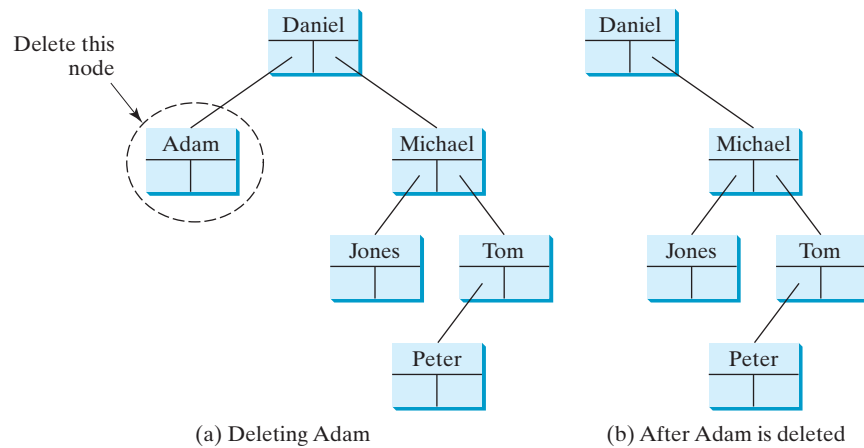 Delete this
node
Daniel
Adam
Michael
Jones
Tom
Peter
(a) Deleting Adam
Daniel
Michael
Jones
Tom
Peter
(b) After Adam is deleted